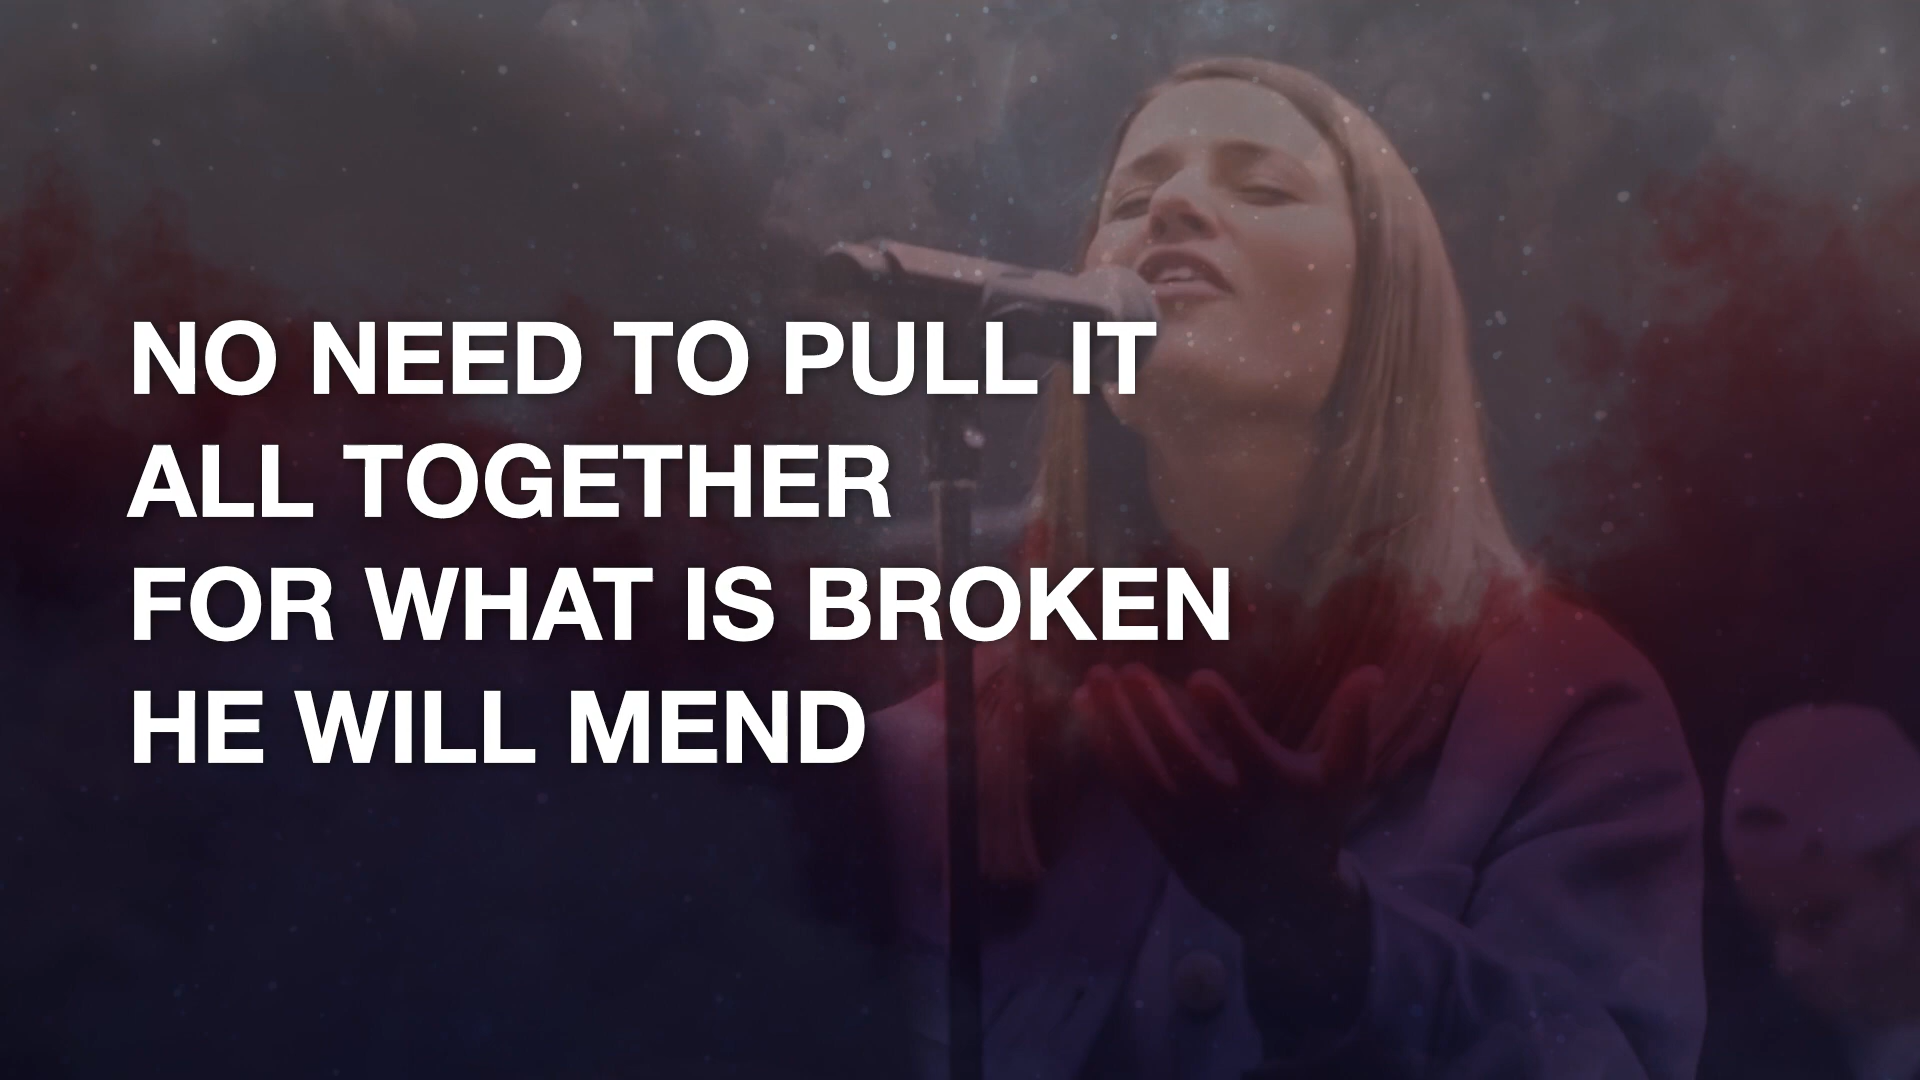 NO NEED TO PULL IT
ALL TOGETHER
FOR WHAT IS BROKEN
HE WILL MEND